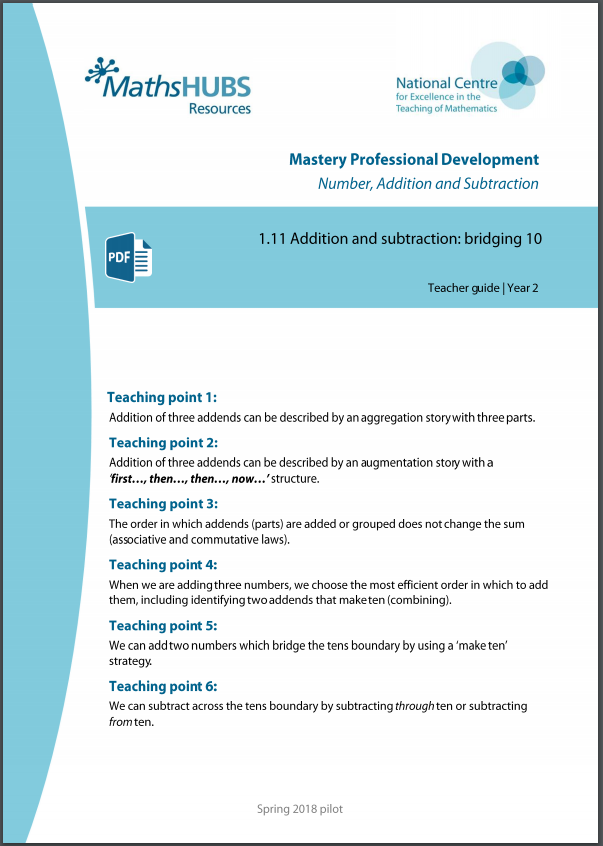 MathsHUBS
Resources
National Centre
for Excellence in the
Teaching of Mathematics
Mastery Professional Development
Number, Addition and Subtraction
PDF
1.11 Addition and subtraction: bridging 10
Teacher guide | Year 2
Teaching point 1:
Addition of three addends can be described by an aggregation story with three parts.
Teaching point 2:
Addition of three addends can be described by an augmentation story with a
‘first…, then…, then…, now…’ structure.
Teaching point 3:
The order in which addends (parts) are added or grouped does not change the sum
(associative and commutative laws).
Teaching point 4:
When we are adding three numbers, we choose the most efficient order in which to add
them, including identifying two addends that make ten (combining).
Teaching point 5:
We can add two numbers which bridge the tens boundary by using a ‘make ten’
strategy.
Teaching point 6:
We can subtract across the tens boundary by subtracting through ten or subtracting
from ten.
Spring 2018 pilot